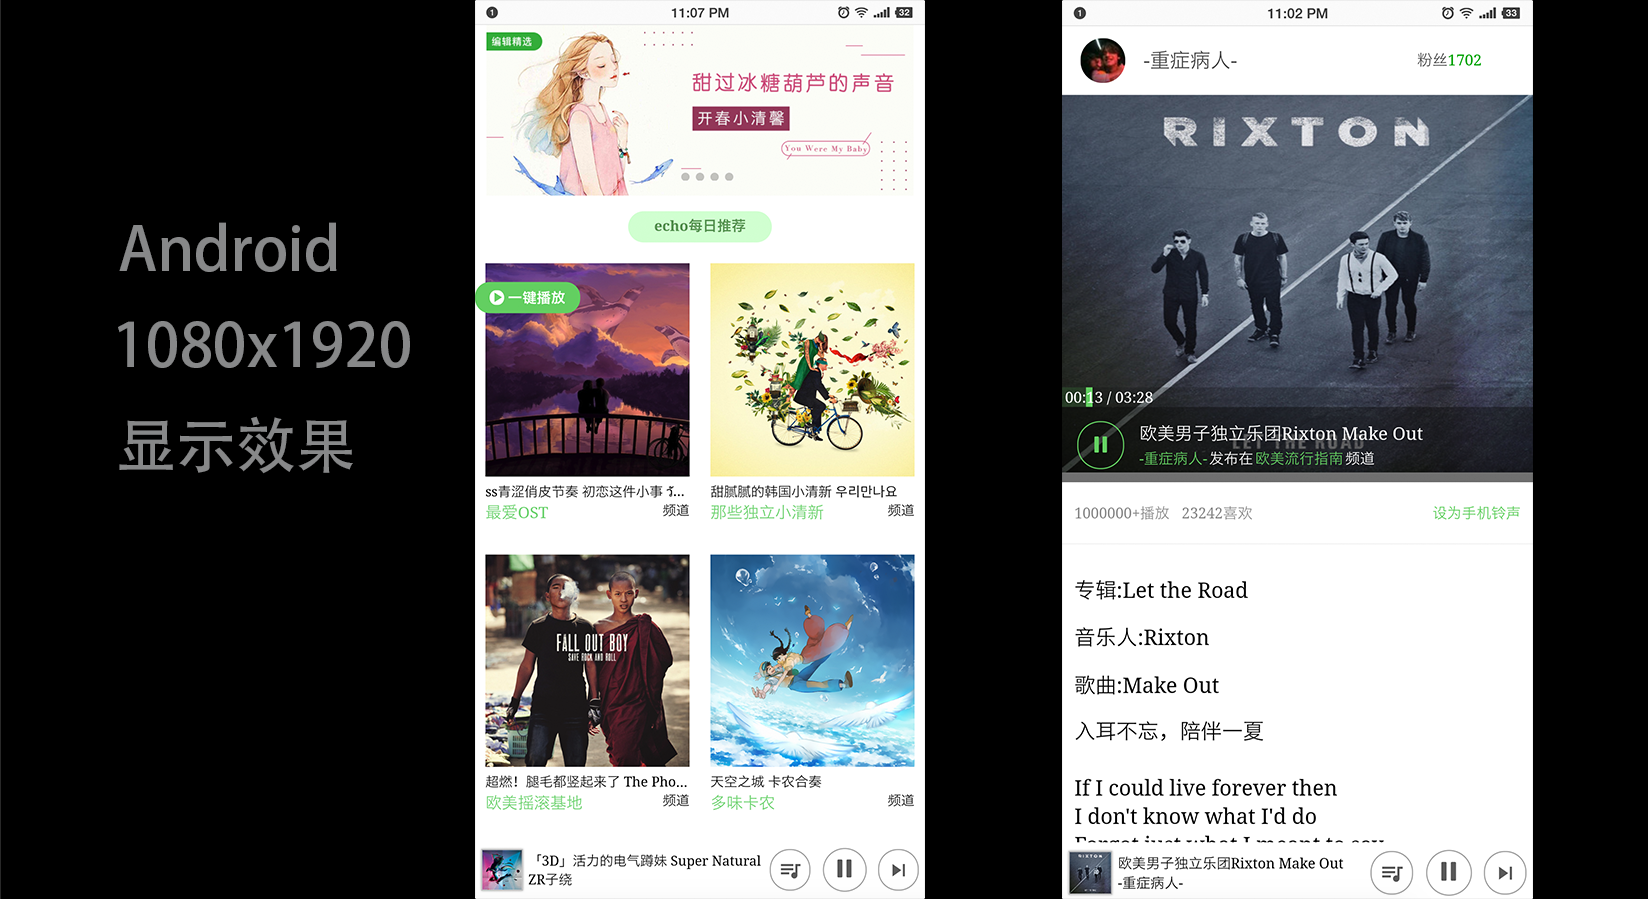 Android
1080x1920
显示效果
11:07 PM
32
编辑精选
甜过冰糖葫芦的声音
开春小清馨
You Were My Baby
echo每日推荐
一键播放
ss青涩俏皮节奏 初恋这件小事 รั...
最爱OST 频道
甜腻腻的韩国小清新 우리만나요
那些独立小清新 频道
FALL OUT BOY
SAVE ROCK AND ROLL
超燃！腿毛都竖起来了 The Pho...
欧美摇滚基地 频道
天空之城 卡农合奏
多味卡农 频道
「3D」活力的电气蹲妹 Super Natural
ZR子绕
11:02 PM
33
-重症病人-
粉丝1702
RIXTON
00:13 / 03:28
LET THE ROAD
欧美男子独立乐团Rixton Make Out
-重症病人- 发布在 欧美流行指南 频道
1000000+播放 23242喜欢
设为手机铃声
专辑:Let the Road
音乐人:Rixton
歌曲:Make Out
入耳不忘，陪伴一夏
If I could live forever then
I don't know what I'd do
Forget just what I meant to say
RIXTON
欧美男子独立乐团Rixton Make Out
-重症病人-